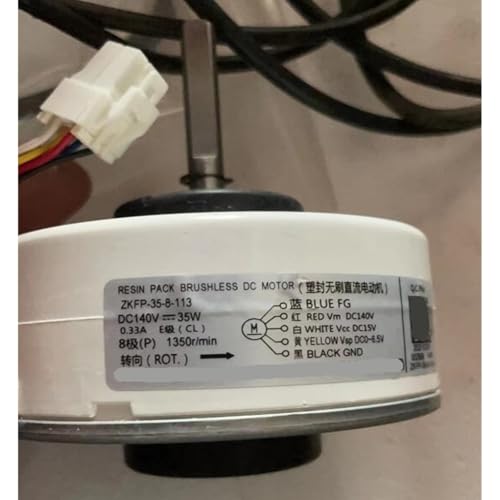 RESIN PACK BRUSHLESS DC MOTOR (塑封无刷直流电动机)
ZKFP-35-8-113
DC140V⎓35W
0.33A E级 (CL)
8极(P) 1350r/min
转向 (ROT.) →
M
蓝 BLUE FG
红 RED Vm DC140V
白 WHITE Vcc DC15V
黄 YELLOW Vsp DC0-6.5V
黑 BLACK GND